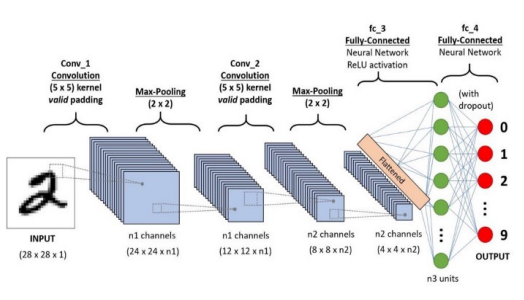 fc_3
Fully-Connected
Neural Network
ReLU activation
fc_4
Fully-Connected
Neural Network
Conv_1
Convolution
(5 x 5) kernel
valid padding
Max-Pooling
(2 x 2)
Conv_2
Convolution
(5 x 5) kernel
valid padding
Max-Pooling
(2 x 2)
(with
dropout)
Flattened
0
1
2
9
2
INPUT
(28 x 28 x 1)
n1 channels
(24 x 24 x n1)
n1 channels
(12 x 12 x n1)
n2 channels
(8 x 8 x n2)
n2 channels
(4 x 4 x n2)
OUTPUT
n3 units